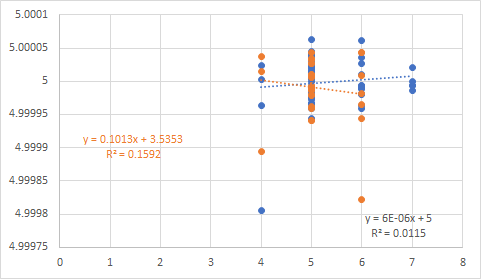 5.0001
5.00005
5
4.99995
4.9999
4.99985
4.9998
4.99975
y = 0.1013x + 3.5353
R² = 0.1592
y = 6E-06x + 5
R² = 0.0115
0 1 2 3 4 5 6 7 8